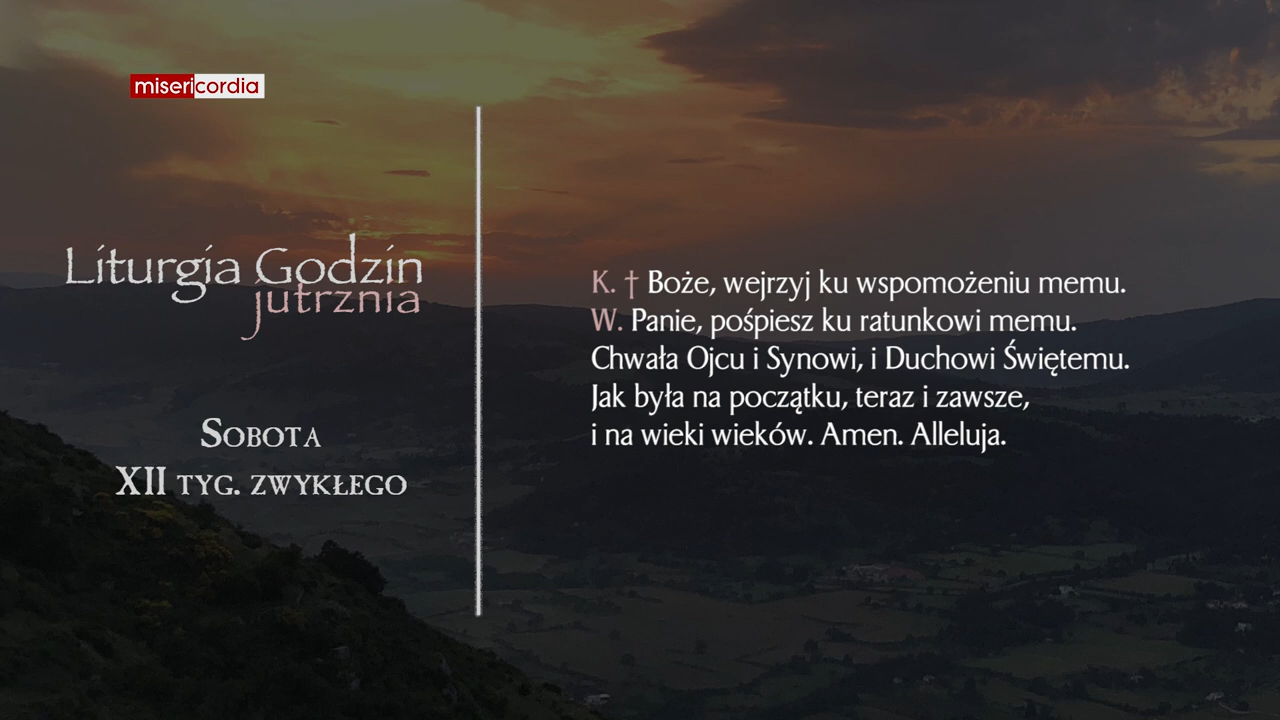 misericordia
Liturgia Godzin
jutrznia
Sobota
XII tyg. zwykłego
K. † Boże, wejrzyj ku wspomożeniu memu.
W. Panie, pośpiesz ku ratunkowi memu.
Chwała Ojcu i Synowi, i Duchowi Świętemu.
Jak była na początku, teraz i zawsze,
i na wieki wieków. Amen. Alleluja.